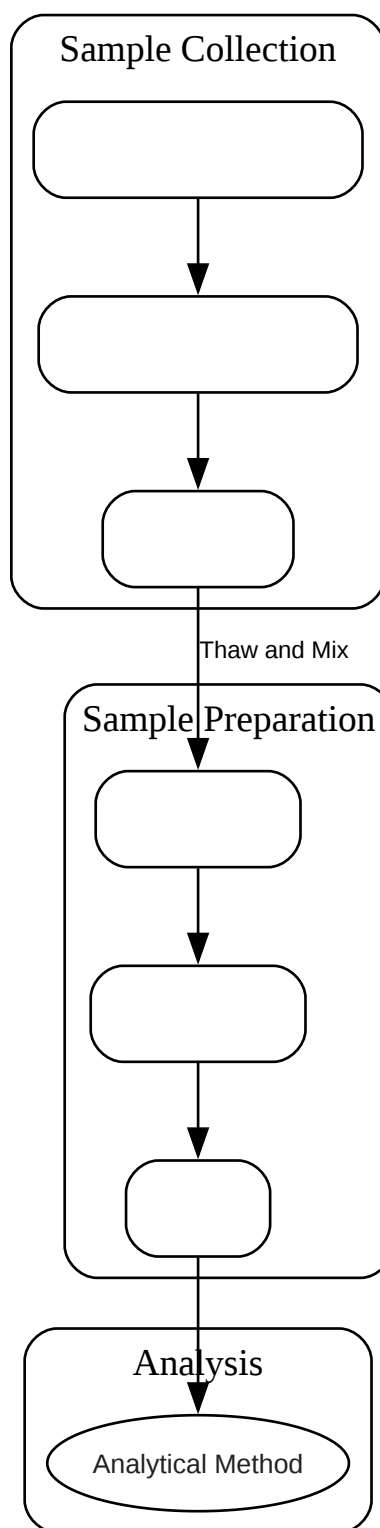 Sample Collection
Thaw and Mix
Sample Preparation
Analysis
Analytical Method